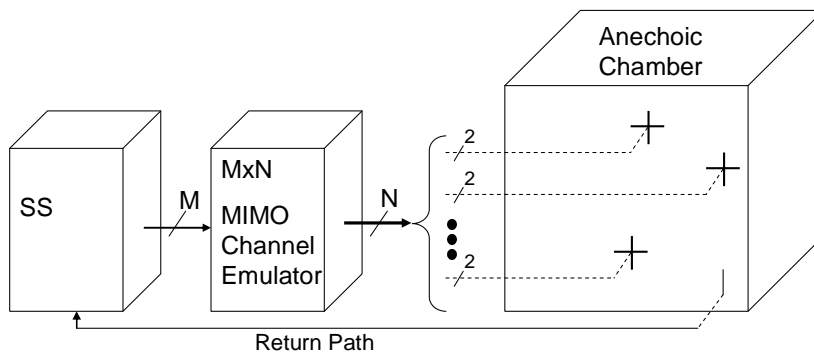 Anechoic
Chamber
2
2
2
SS
M
MxN
MIMO
Channel
Emulator
N
Return Path